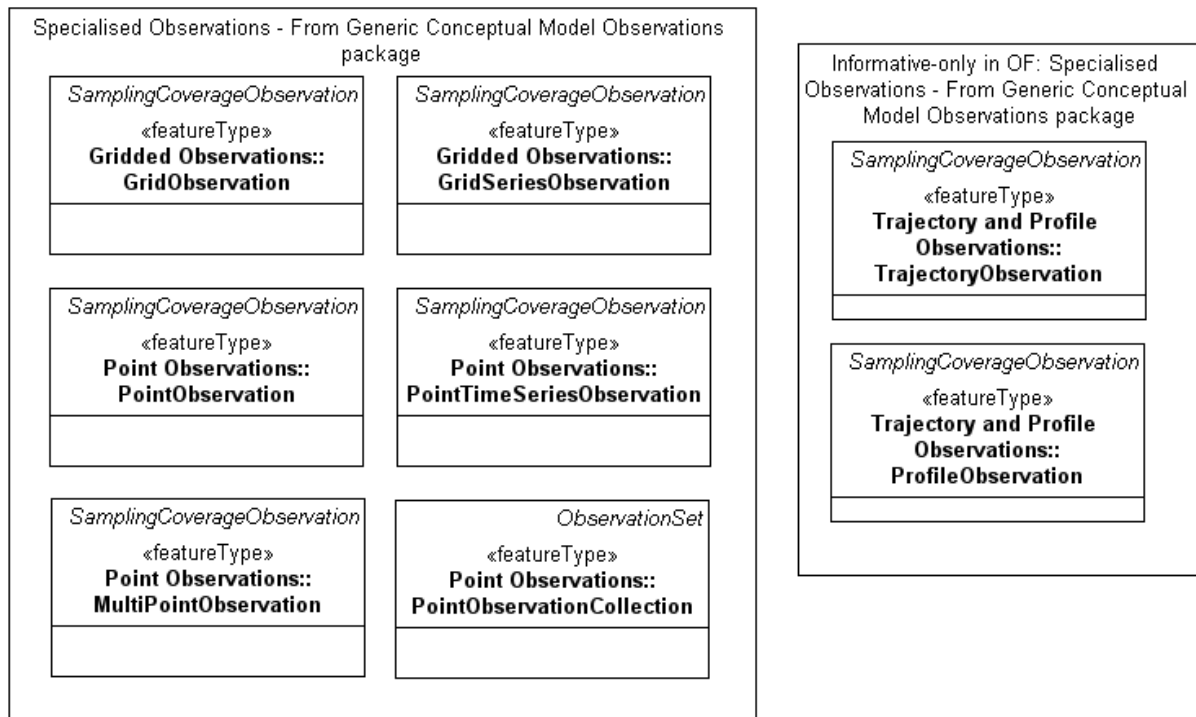 Specialised Observations - From Generic Conceptual Model Observations
package
SamplingCoverageObservation
«featureType»
Gridded Observations::
GridObservation
SamplingCoverageObservation
«featureType»
Gridded Observations::
GridSeriesObservation
SamplingCoverageObservation
«featureType»
Point Observations::
PointObservation
SamplingCoverageObservation
«featureType»
Point Observations::
PointTimeSeriesObservation
SamplingCoverageObservation
«featureType»
Point Observations::
MultiPointObservation
ObservationSet
«featureType»
Point Observations::
PointObservationCollection
Informative-only in OF: Specialised
Observations - From Generic Conceptual
Model Observations package
SamplingCoverageObservation
«featureType»
Trajectory and Profile
Observations::
TrajectoryObservation
SamplingCoverageObservation
«featureType»
Trajectory and Profile
Observations::
ProfileObservation